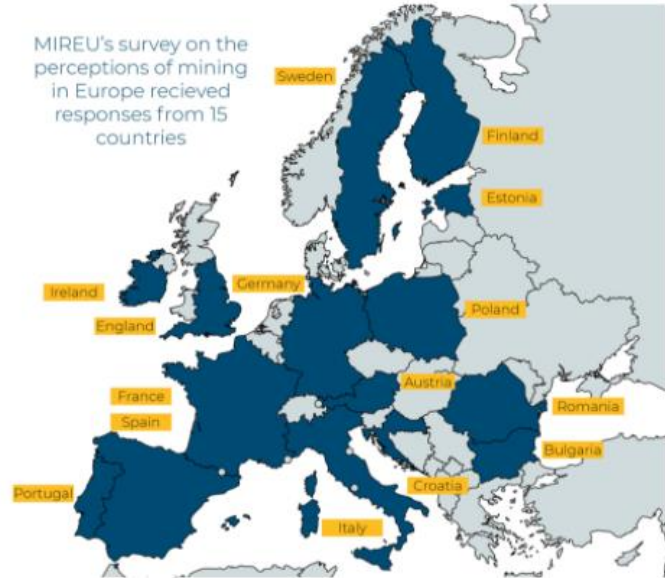 MIREU's survey on the
perceptions of mining
in Europe recieved
responses from 15
countries
Sweden
Finland
Estonia
Ireland
Germany
England
Poland
France
Austria
Spain
Romania
Bulgaria
Portugal
Croatia
Italy